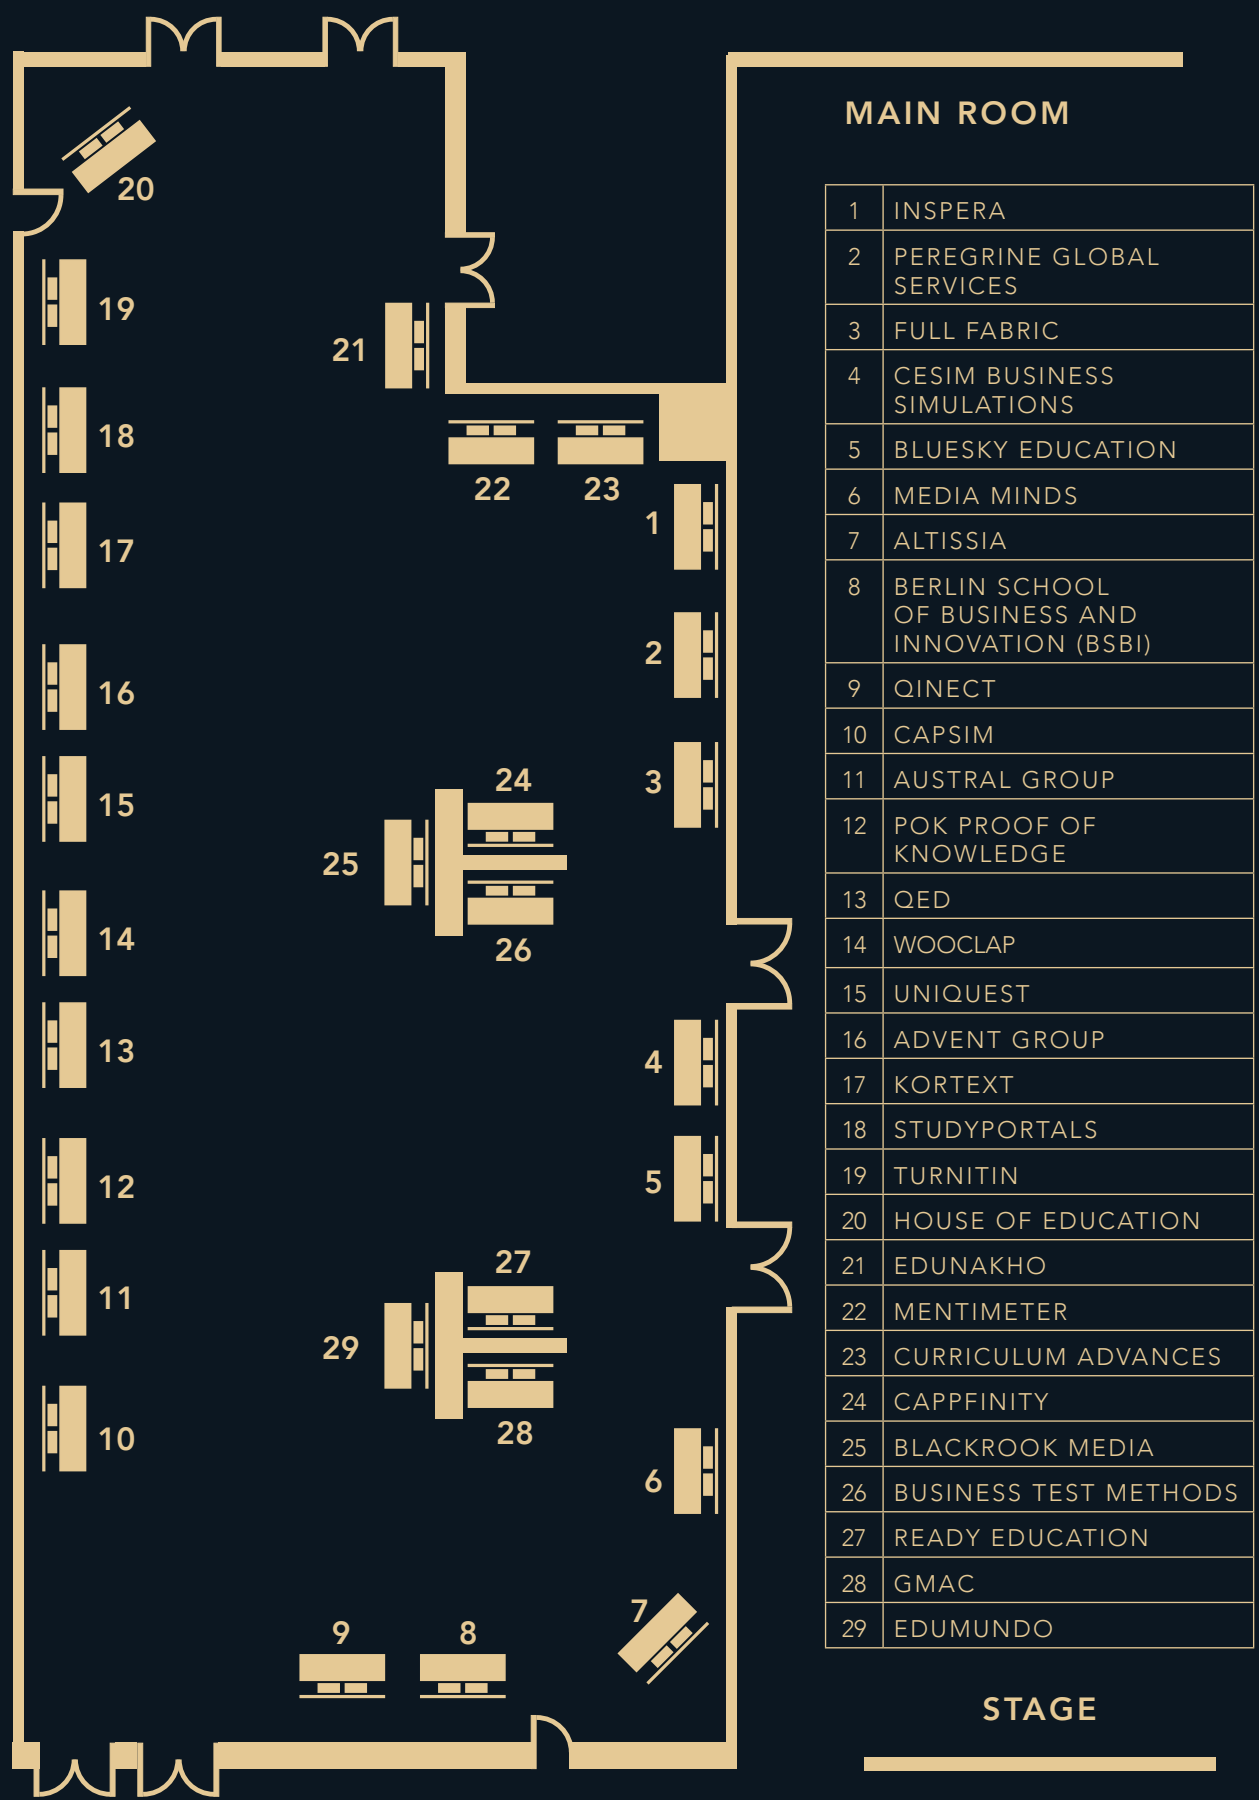 20
19
18
17
16
15
14
13
12
11
10
21
22
23
1
2
3
24
25
26
4
5
27
29
28
6
7
9
8
MAIN ROOM
1 INSPERA
2 PEREGRINE GLOBAL
SERVICES
3 FULL FABRIC
4 CESIM BUSINESS
SIMULATIONS
5 BLUESKY EDUCATION
6 MEDIA MINDS
7 ALTISSIA
8 BERLIN SCHOOL
OF BUSINESS AND
INNOVATION (BSBI)
9 QINECT
10 CAPSIM
11 AUSTRAL GROUP
12 POK PROOF OF
KNOWLEDGE
13 QED
14 WOOCLAP
15 UNIQUEST
16 ADVENT GROUP
17 KORTEXT
18 STUDYPORTALS
19 TURNITIN
20 HOUSE OF EDUCATION
21 EDUNAKHO
22 MENTIMETER
23 CURRICULUM ADVANCES
24 CAPPFINITY
25 BLACKROOK MEDIA
26 BUSINESS TEST METHODS
27 READY EDUCATION
28 GMAC
29 EDUMUNDO
STAGE